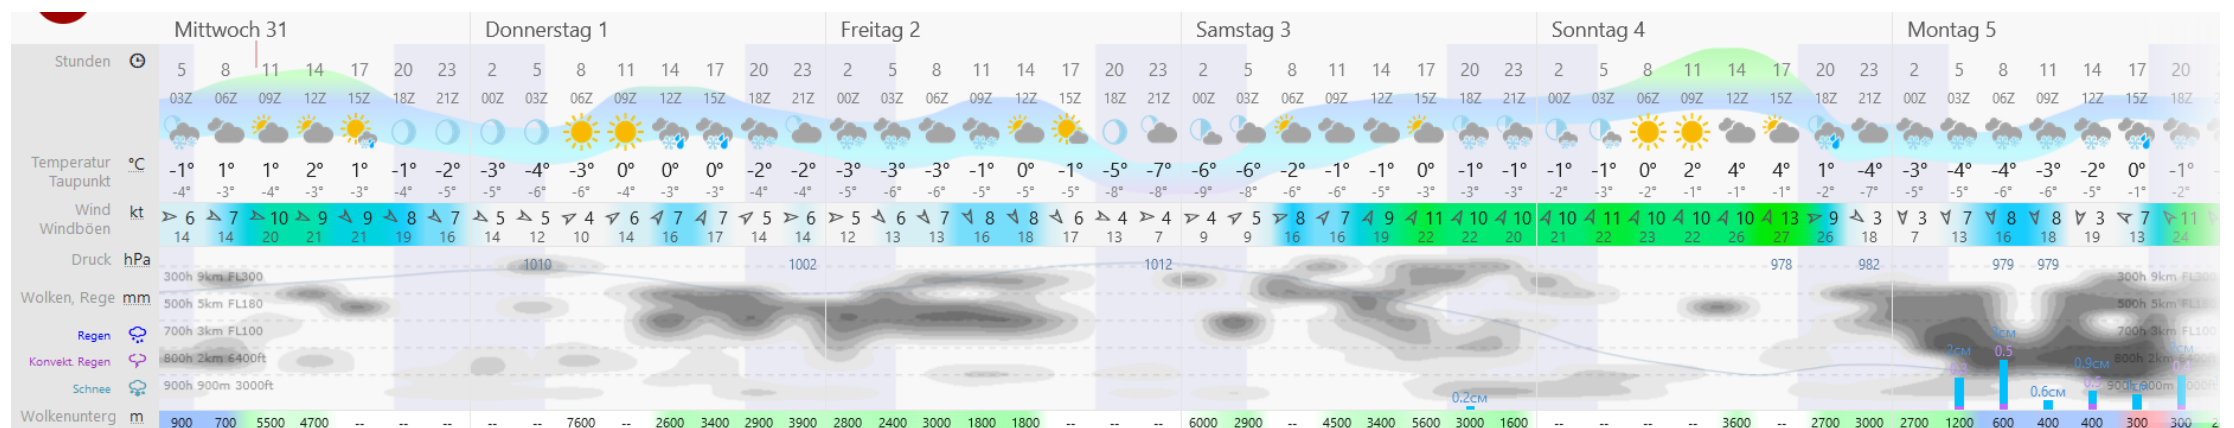 Mittwoch 31 Donnerstag 1 Freitag 2 Samstag 3 Sonntag 4 Montag 5
Stunden 5 8 11 14 17 20 23 2 5 8 11 14 17 20 23 2 5 8 11 14 17 20 23 2 5 8 11 14 17 20 23 2 5 8 11 14 17 20 23 2 5 8 11 14 17 20
03Z 06Z 09Z 12Z 15Z 18Z 21Z 00Z 03Z 06Z 09Z 12Z 15Z 18Z 21Z 00Z 03Z 06Z 09Z 12Z 15Z 18Z 21Z 00Z 03Z 06Z 09Z 12Z 15Z 18Z 21Z 00Z 03Z 06Z 09Z 12Z 15Z 18Z 21Z 00Z 03Z 06Z 09Z 12Z 15Z 18Z
Temperatur °C -1° 1° 1° 2° 1° -1° -2° -3° -4° -3° 0° 0° 0° -2° -2° -3° -3° -3° -1° 0° -1° -5° -7° -6° -6° -2° -1° -1° 0° -1° -1° -1° -1° 0° 2° 4° 4° 1° -4° -3° -4° -4° -3° -2° 0° -1°
Taupunkt -4° -3° -4° -3° -3° -4° -5° -5° -6° -6° -4° -3° -3° -4° -4° -5° -6° -6° -6° -5° -5° -8° -8° -9° -8° -6° -6° -5° -3° -3° -3° -2° -3° -2° -1° -1° -1° -2° -7° -5° -5° -6° -5° -5° -1° -2°
Wind kt 6 7 10 9 9 8 7 5 5 4 6 7 7 5 6 5 6 7 8 8 6 4 4 4 5 8 7 9 11 10 10 10 11 10 10 10 13 9 3 3 7 8 8 3 7 11
Windböen 14 14 20 21 21 19 16 14 12 10 14 16 17 14 14 12 13 13 16 18 17 13 7 9 9 16 16 19 22 22 20 21 22 23 22 26 27 26 18 7 13 16 18 19 13 24
Druck hPa 1010 1002 1012 978 982 979 979
300h 9km FL300 300h 9km FL300
Wolken, Rege mm
500h 5km FL180 500h 5km FL180
Regen 700h 3km FL100 700h 3km FL100
Konvekt. Regen 800h 2km 6400ft 2см 0.5 0.9см
Schnee 900h 900m 3000ft
0.2см 0.6см
Wolkenunterg m 900 700 5500 4700 -- -- -- -- -- 7600 -- 2600 3400 2900 3900 2800 2400 3000 1800 1800 -- -- -- 6000 2900 -- 4500 3400 5600 3000 1600 -- -- -- -- 3600 -- 2700 3000 2700 1200 600 400 400 300 300